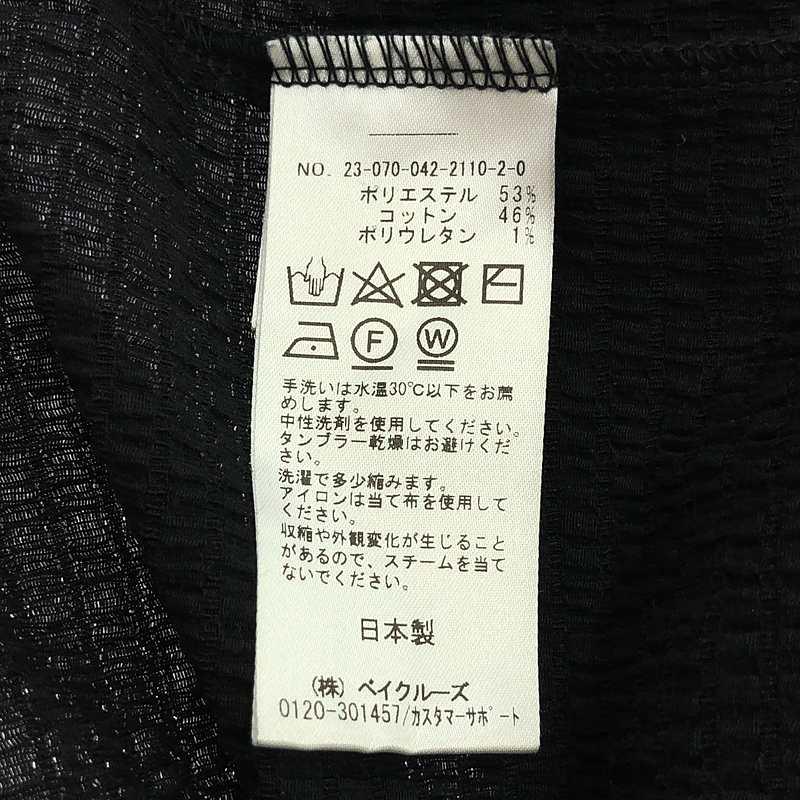 NO. 23-070-042-2110-2-0
ポリエステル 53%
コットン 46%
ポリウレタン 1%
F W
手洗いは水温30℃以下をお薦
めします。
中性洗剤を使用してください。
タンブラー乾燥はお避けくだ
さい。
洗濯で多少縮みます。
アイロンは当て布を使用して
ください。
収縮や外観変化が生じること
があるので、スチームを当て
ないでください。
日本製
(株) ベイクルーズ
0120-301457/カスタマーサポート